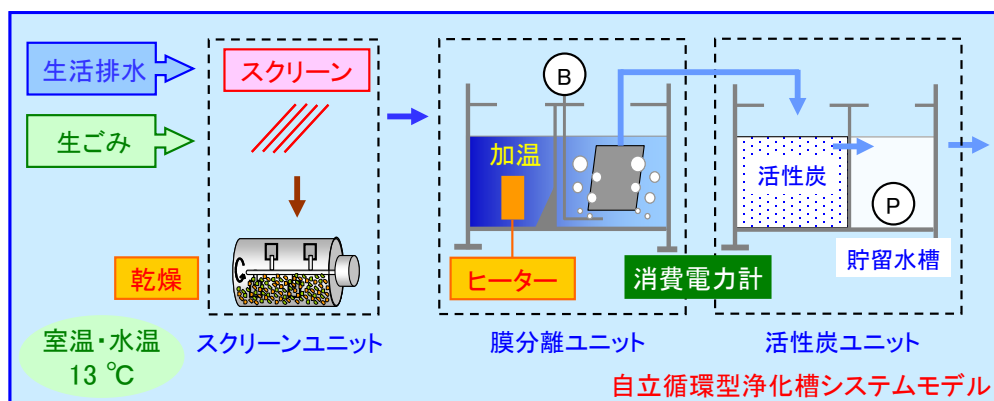 生活排水
生ごみ
スクリーン
乾燥
室温・水温
13 ℃
スクリーンユニット
B
加温
ヒーター
膜分離ユニット
消費電力計
活性炭
P
貯留水槽
活性炭ユニット
自立循環型浄化槽システムモデル